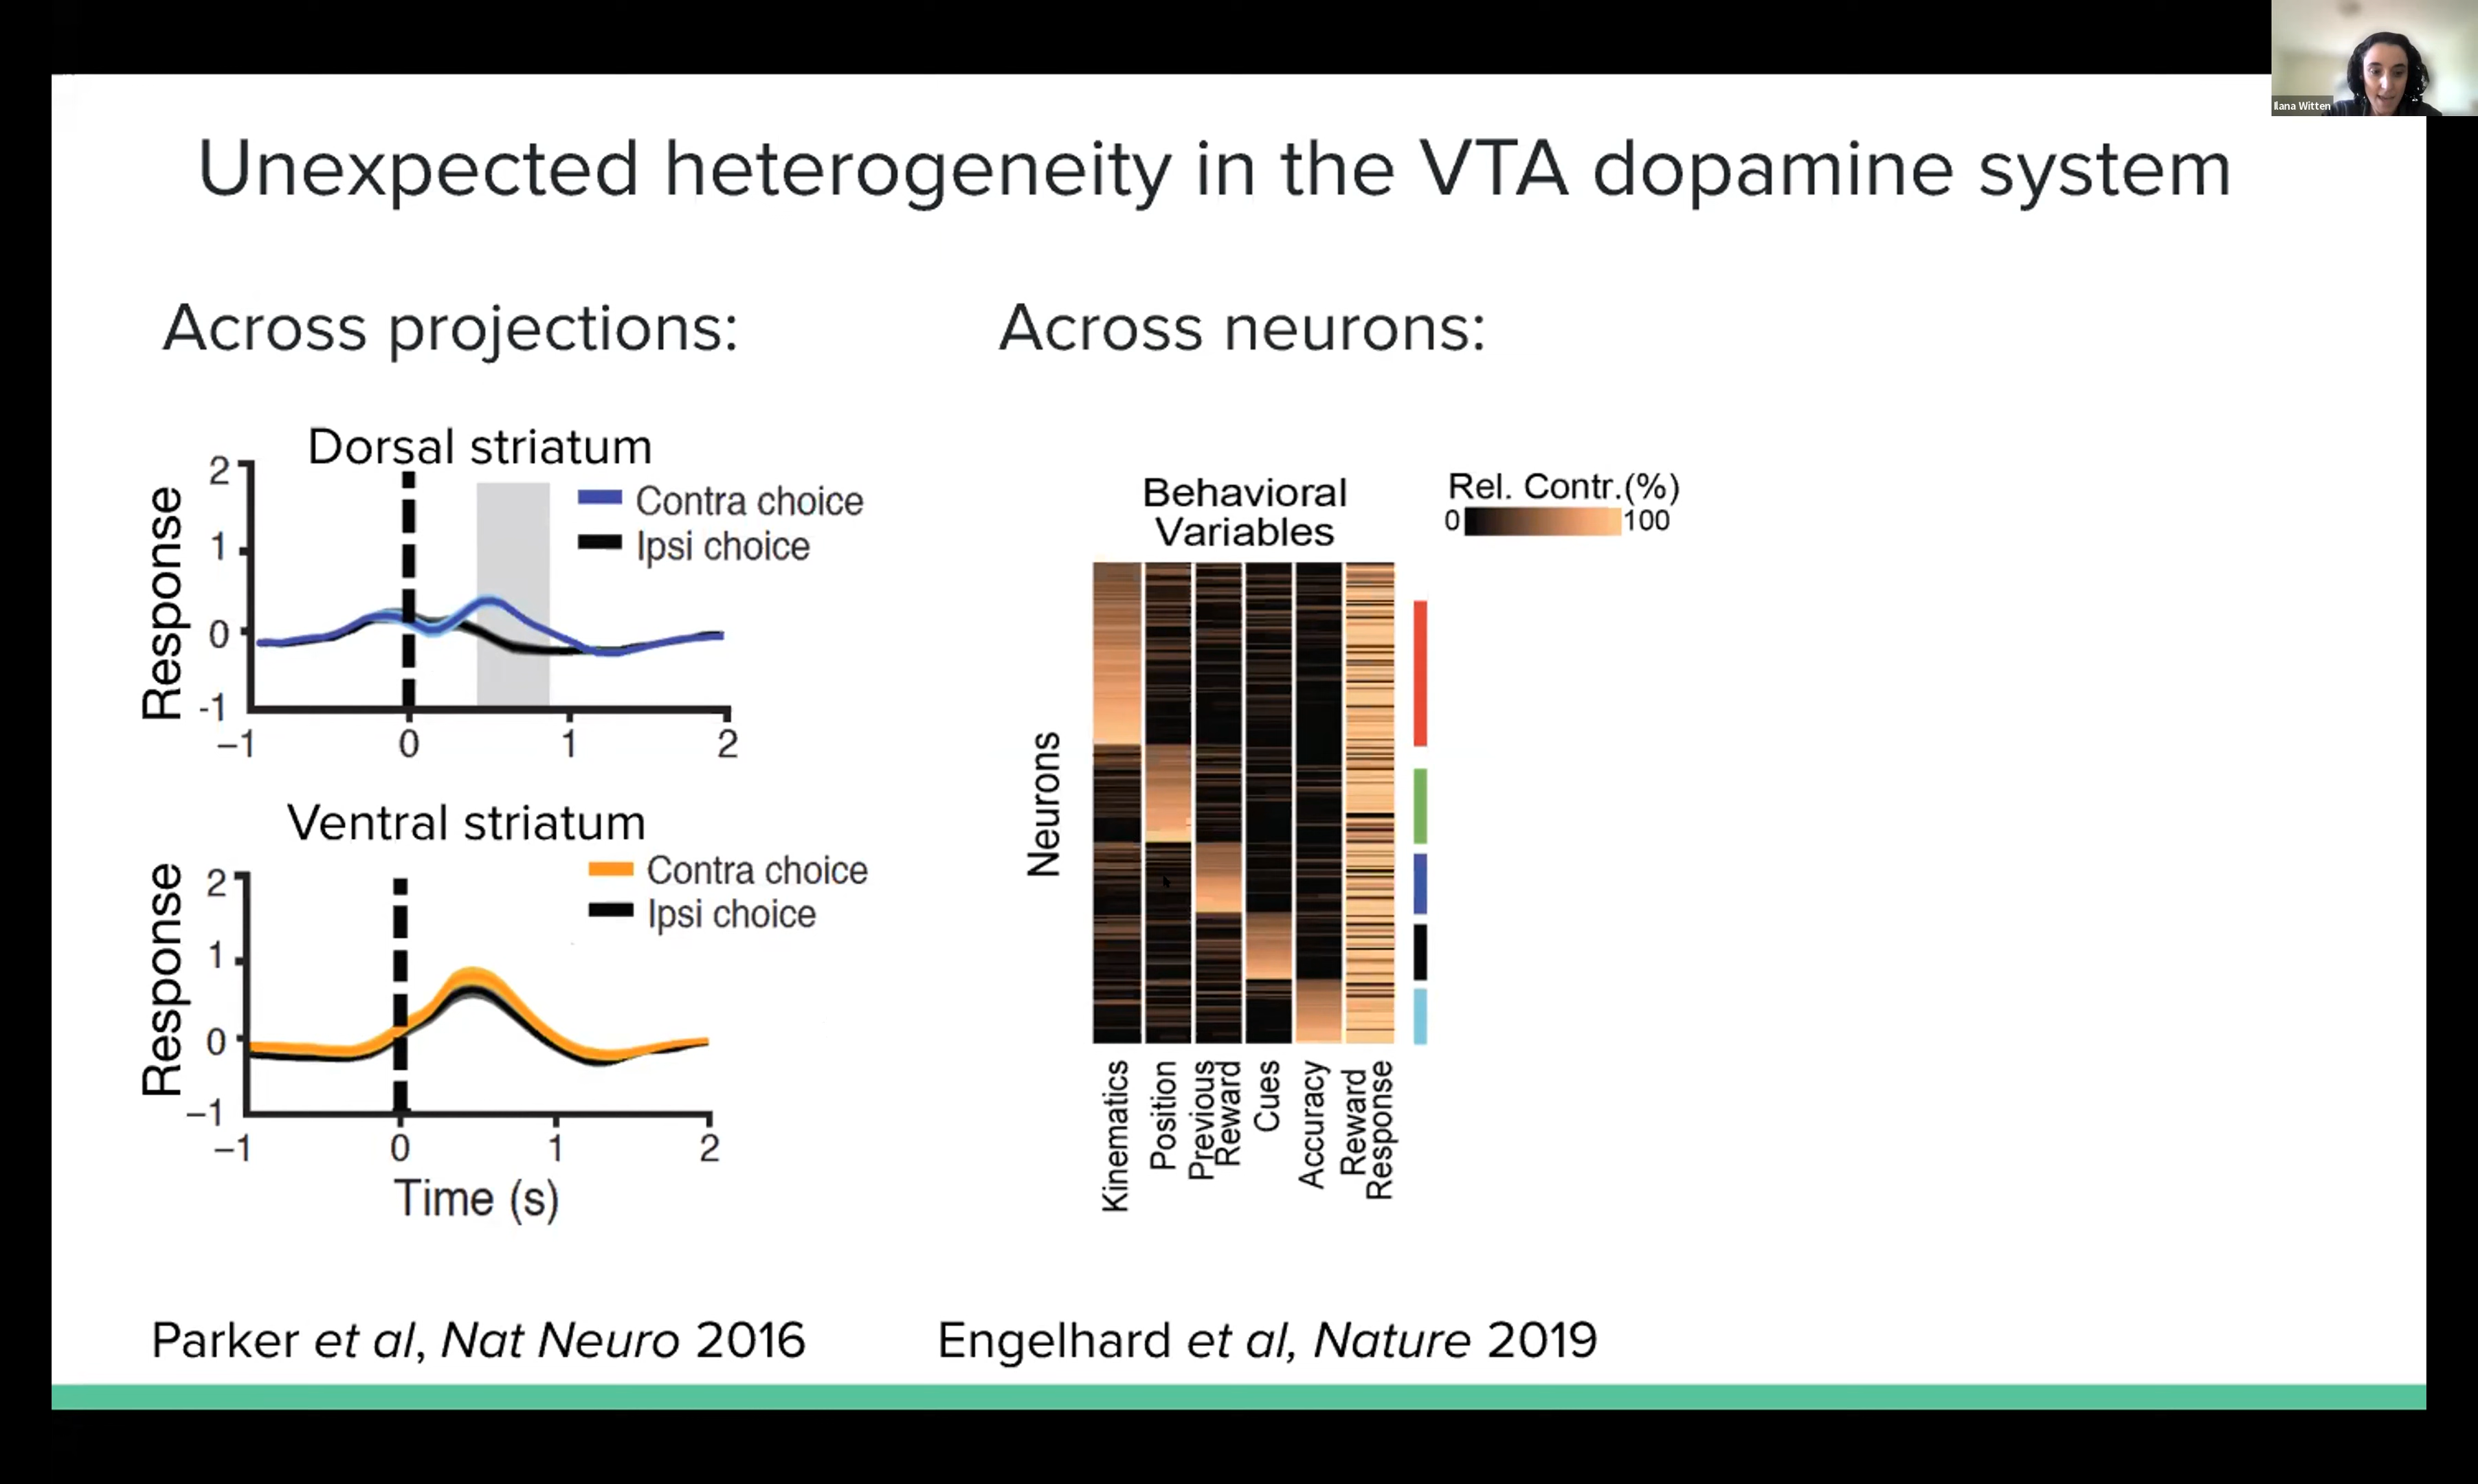 Ilana Witten
Unexpected heterogeneity in the VTA dopamine system
Across projections:
Dorsal striatum
Response
2
1
0
-1
Contra choice
Ipsi choice
−1
0
1
2
Ventral striatum
Response
2
1
0
−1
Contra choice
Ipsi choice
−1
0
1
2
Time (s)
Parker et al, Nat Neuro 2016
Across neurons:
Behavioral
Variables
Rel. Contr.(%)
0
100
Neurons
Kinematics
Position
Previous
Reward
Cues
Accuracy
Reward
Response
Engelhard et al, Nature 2019